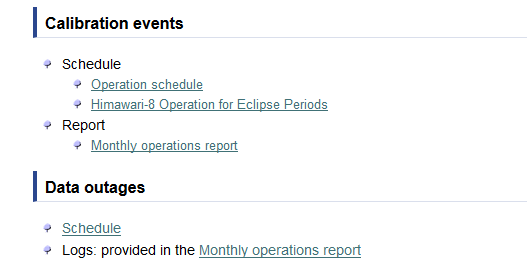 Calibration events
Schedule
Operation schedule
Himawari-8 Operation for Eclipse Periods
Report
Monthly operations report
Data outages
Schedule
Logs: provided in the Monthly operations report